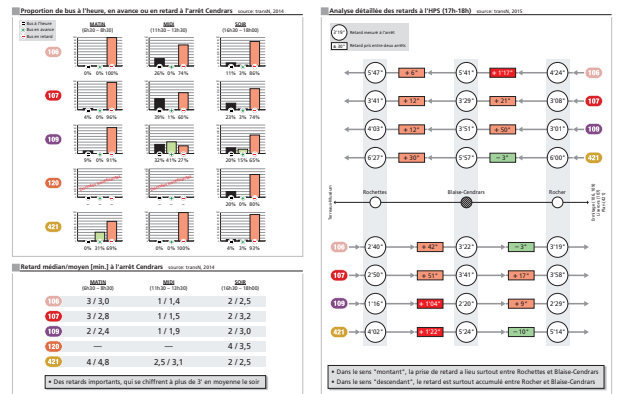 Proportion de bus à l'heure, en avance ou en retard à l'arrêt Cendrars source: transN, 2014
Bus à l'heure
Bus en avance
Bus en retard
MATIN MIDI SOIR
(6h30 – 8h30) (11h30 – 13h30) (16h30 – 18h30)
106
0% 0% 100% 26% 0% 74% 11% 3% 86%
107
4% 0% 96% 39% 1% 60% 23% 3% 74%
109
9% 0% 91% 32% 41% 27% 20% 15% 65%
120
– – – – – – 20% 0% 80%
421
0% 31% 69% 0% 0% 100% 4% 3% 93%
Retard médian/moyen [min.] à l'arrêt Cendrars source: transN, 2014
MATIN MIDI SOIR
(6h30 – 8h30) (11h30 – 13h30) (16h30 – 18h30)
106 3 / 3,0 1 / 1,4 2 / 2,5
107 3 / 2,8 1 / 1,5 2 / 3,2
109 2 / 2,4 1 / 1,9 2 / 3,0
120 — — 4 / 3,5
421 4 / 4,8 2,5 / 3,1 2 / 2,5
• Des retards importants, qui se chiffrent à plus de 3' en moyenne le soir
Analyse détaillée des retards à l'HPS (17h-18h) source: transN, 2015
2'19" Retard mesuré à l'arrêt
+ 30" Retard pris entre deux arrêts
5'47" + 6" 5'41" + 1'17" 4'24" 106
3'41" + 12" 3'29" + 21" 3'08" 107
4'03" + 12" 3'51" + 50" 3'01" 109
6'27" + 30" 5'57" – 3" 6'00" 421
Rochettes Blaise-Cendrars Rocher
106 2'40" + 42" 3'22" – 3" 3'19"
107 2'50" + 51" 3'41" + 17" 3'58"
109 1'16" + 1'04" 2'20" + 9" 2'29"
421 4'02" + 1'22" 5'24" – 10" 5'14"
• Dans le sens "montant", la prise de retard a lieu surtout entre Rochettes et Blaise-Cendrars
• Dans le sens "descendant", le retard est surtout accumulé entre Rocher et Blaise-Cendrars